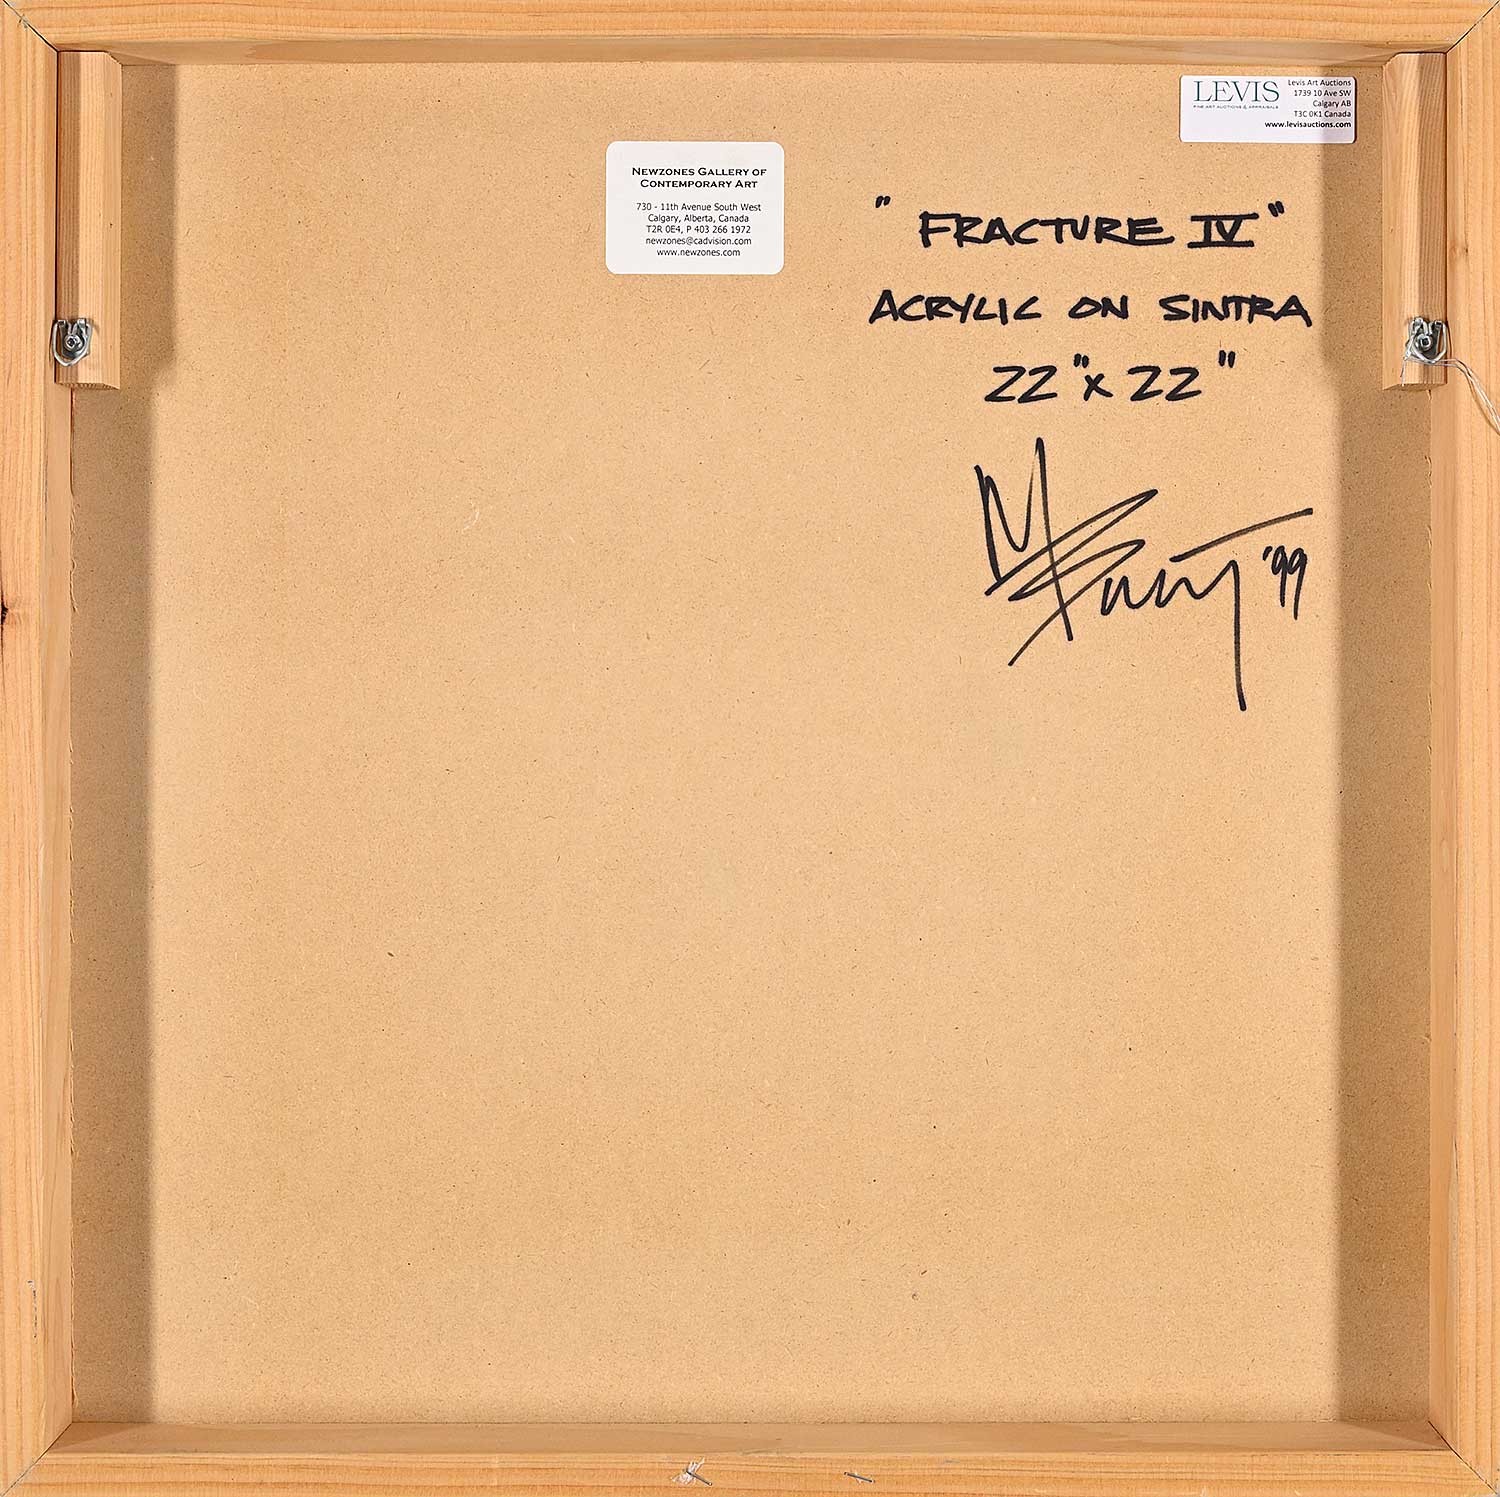 LEVIS
FINE ART AUCTIONS & APPRAISALS
Levis Art Auctions
1739 10 Ave SW
Calgary AB
T3C 0K1 Canada
www.levisauctions.com
NEWZONES GALLERY OF
CONTEMPORARY ART
730 - 11th Avenue South West
Calgary, Alberta, Canada
T2R 0E4, P 403 266 1972
newzones@cadvision.com
www.newzones.com
"FRACTURE IV"
ACRYLIC ON SINTRA
22" x 22"
'99